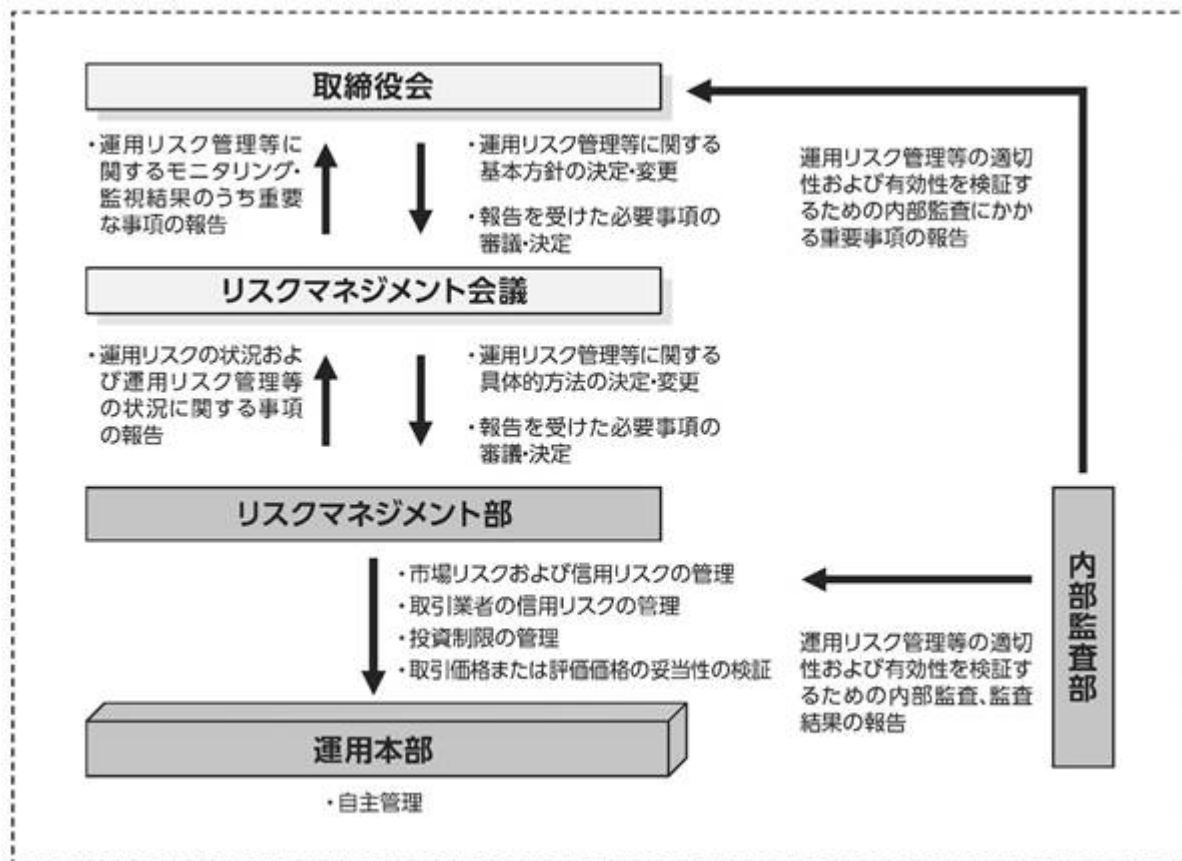 取締役会
・運用リスク管理等に
関するモニタリング・
監視結果のうち重要
な事項の報告
・運用リスク管理等に関する
基本方針の決定・変更
・報告を受けた必要事項の
審議・決定
運用リスク管理等の適切
性および有効性を検証す
るための内部監査にかか
る重要事項の報告
リスクマネジメント会議
・運用リスクの状況およ
び運用リスク管理等
の状況に関する事項
の報告
・運用リスク管理等に関する
具体的方法の決定・変更
・報告を受けた必要事項の
審議・決定
リスクマネジメント部
・市場リスクおよび信用リスクの管理
・取引業者の信用リスクの管理
・投資制限の管理
・取引価格または評価価格の妥当性の検証
運用リスク管理等の適切
性および有効性を検証す
るための内部監査、監査
結果の報告
内部監査部
運用本部
・自主管理